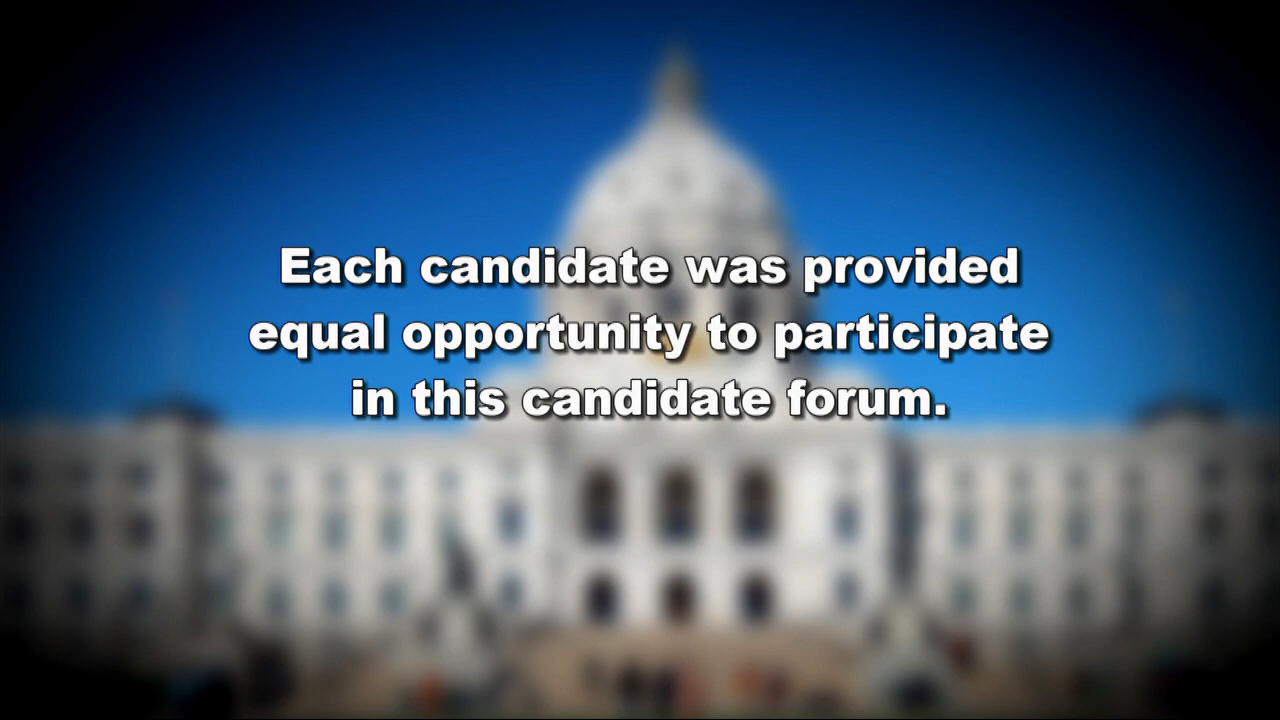 Each candidate was provided
equal opportunity to participate
in this candidate forum.